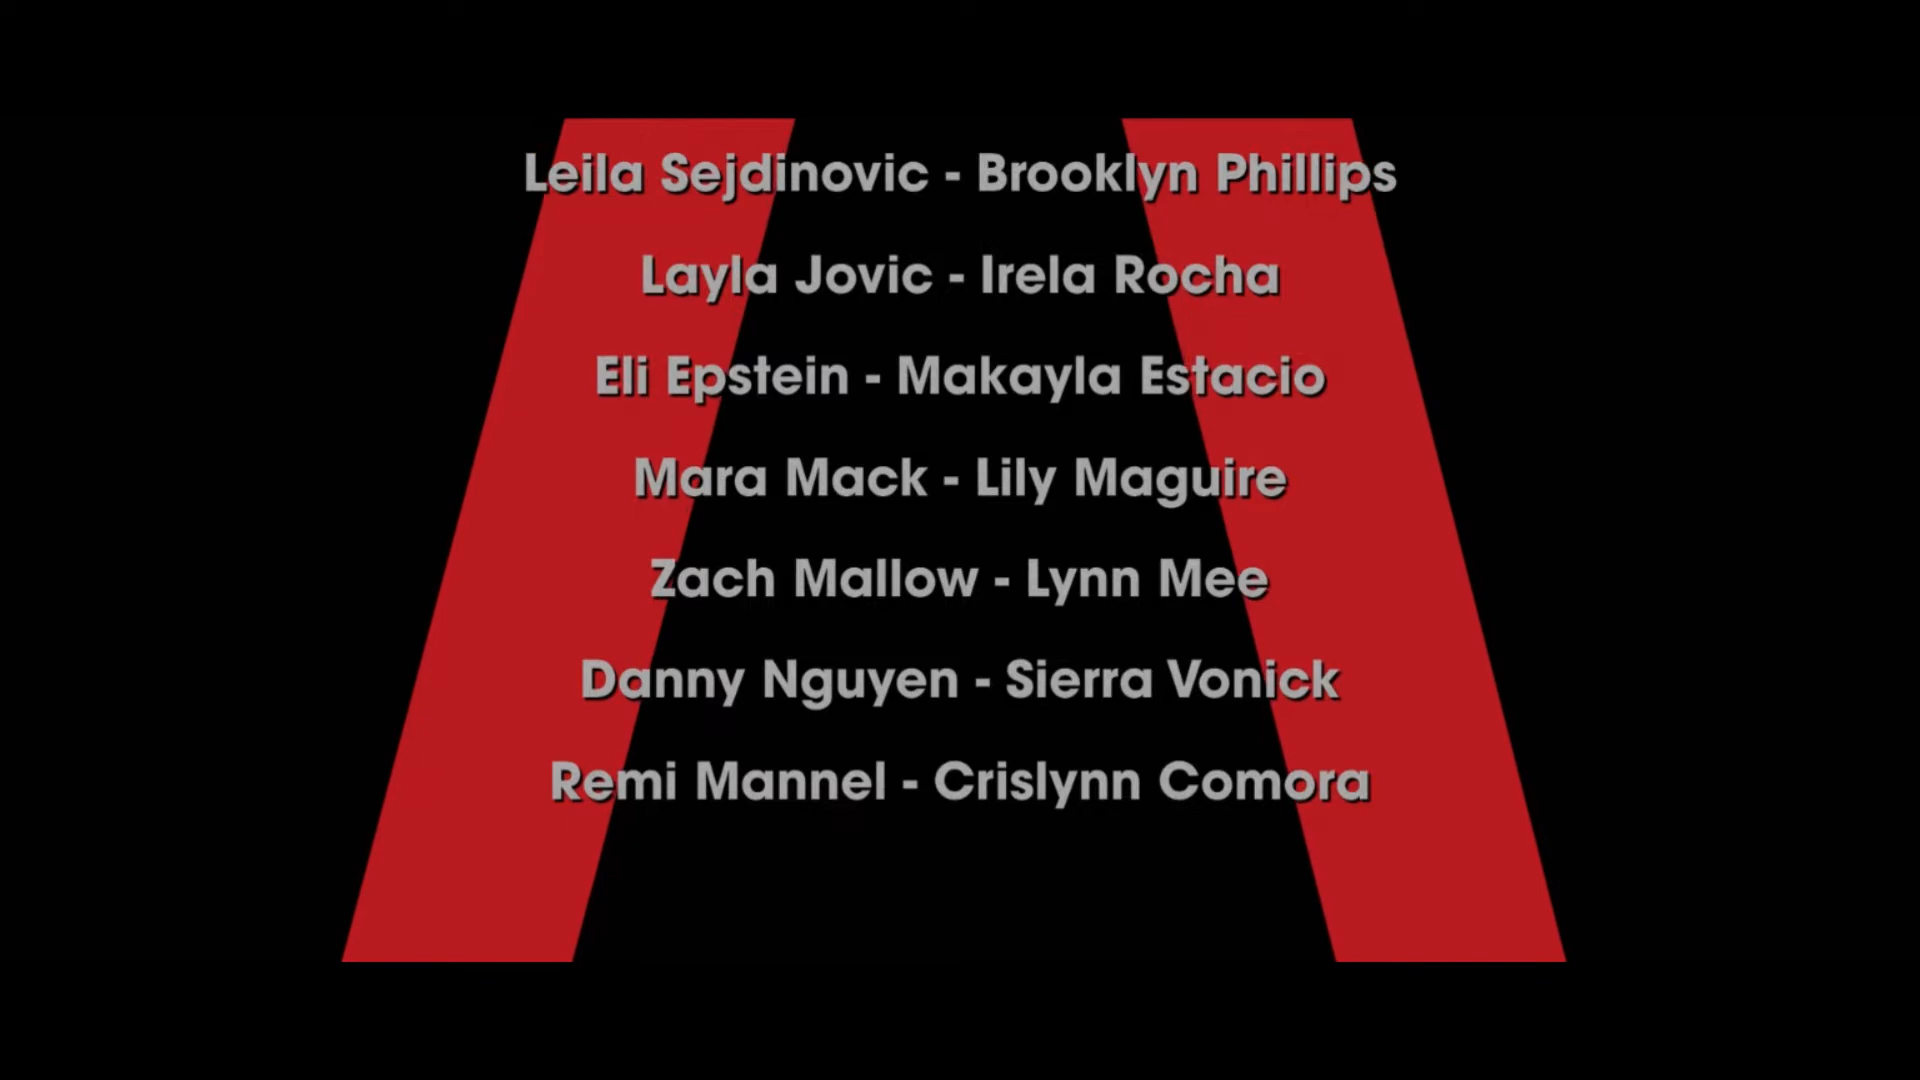 Leila Sejdinovic - Brooklyn Phillips
Layla Jovic - Irela Rocha
Eli Epstein - Makayla Estacio
Mara Mack - Lily Maguire
Zach Mallow - Lynn Mee
Danny Nguyen - Sierra Vonick
Remi Mannel - Crislynn Comora